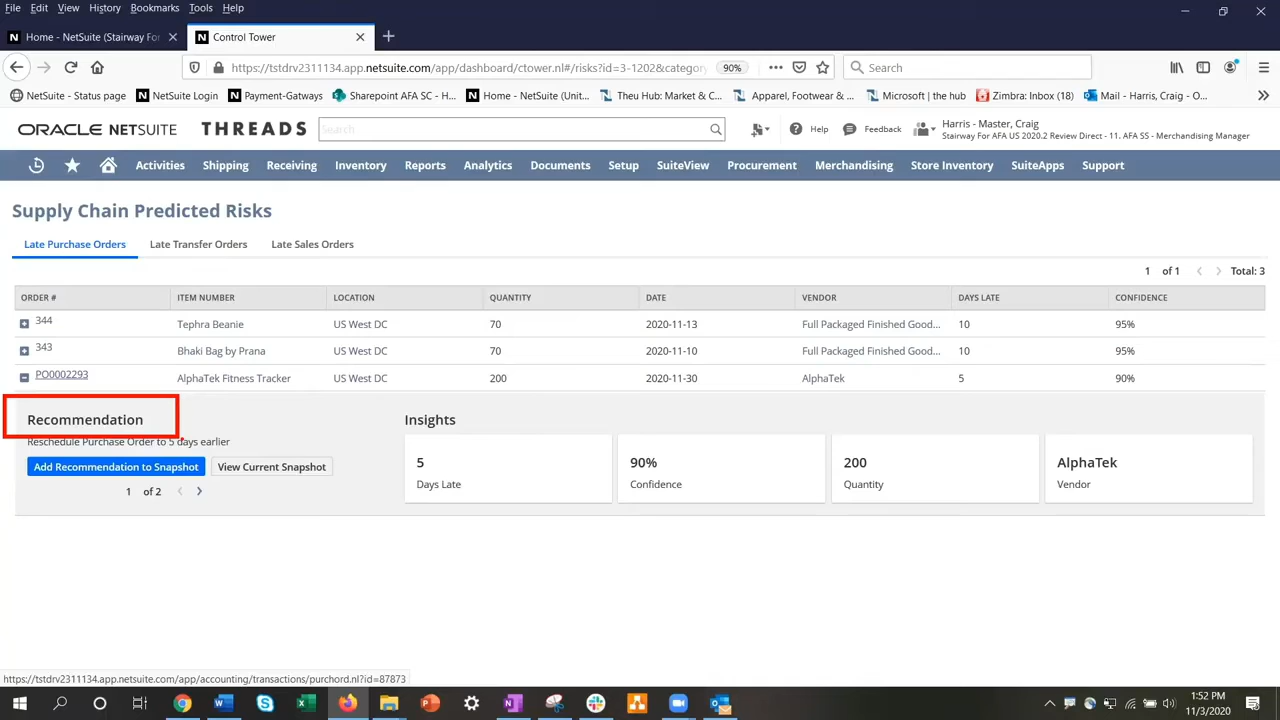 File Edit View History Bookmarks Tools Help
N Home - NetSuite (Stairway For
N Control Tower
https://tstdrv2311134.app.netsuite.com/app/dashboard/ctower.nl#/risks?id=3-1202&category
90%
Search
NetSuite - Status page
N NetSuite Login
N Payment-Gatways
Sharepoint AFA SC - H...
N Home - NetSuite (Unit...
Theu Hub: Market & C...
Apparel, Footwear & ...
Microsoft | the hub
Zimbra: Inbox (18)
Mail - Harris, Craig - O...
ORACLE NETSUITE
THREADS
Search
Help
Feedback
Harris - Master, Craig
Stairway For AFA US 2020.2 Review Direct - 11. AFA SS - Merchandising Manager
Activities Shipping Receiving Inventory Reports Analytics Documents Setup SuiteView Procurement Merchandising Store Inventory SuiteApps Support
Supply Chain Predicted Risks
Late Purchase Orders Late Transfer Orders Late Sales Orders
1 of 1 Total: 3
ORDER # ITEM NUMBER LOCATION QUANTITY DATE VENDOR DAYS LATE CONFIDENCE
344 Tephra Beanie US West DC 70 2020-11-13 Full Packaged Finished Good... 10 95%
343 Bhaki Bag by Prana US West DC 70 2020-11-10 Full Packaged Finished Good... 10 95%
PO0002293 AlphaTek Fitness Tracker US West DC 200 2020-11-30 AlphaTek 5 90%
Recommendation
Reschedule Purchase Order to 5 days earlier
Add Recommendation to Snapshot
View Current Snapshot
1 of 2
Insights
5
Days Late
90%
Confidence
200
Quantity
AlphaTek
Vendor
https://tstdrv2311134.app.netsuite.com/app/accounting/transactions/purchord.nl?id=87873
1:52 PM
11/3/2020